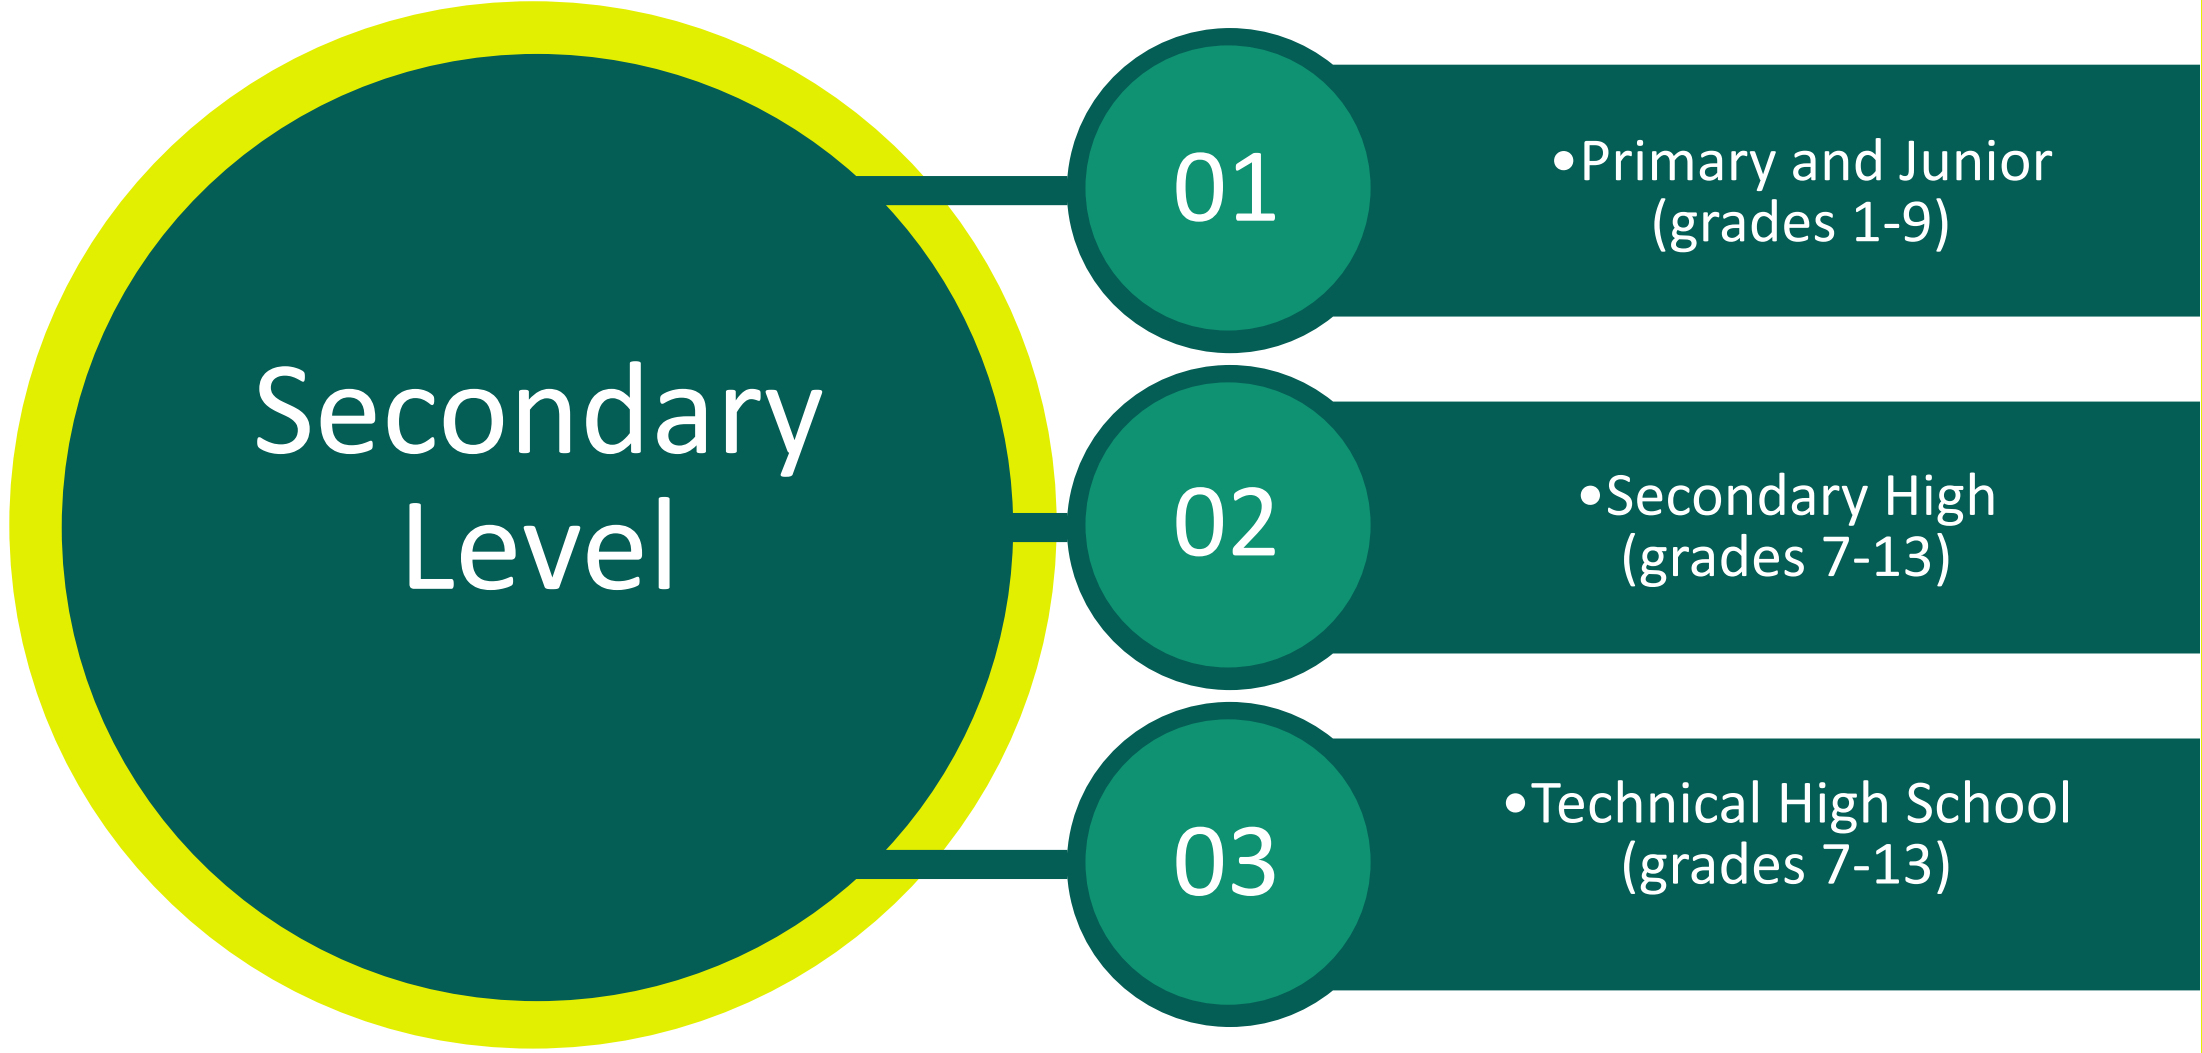 Secondary
Level
01
•Primary and Junior
(grades 1-9)
02
•Secondary High
(grades 7-13)
03
•Technical High School
(grades 7-13)